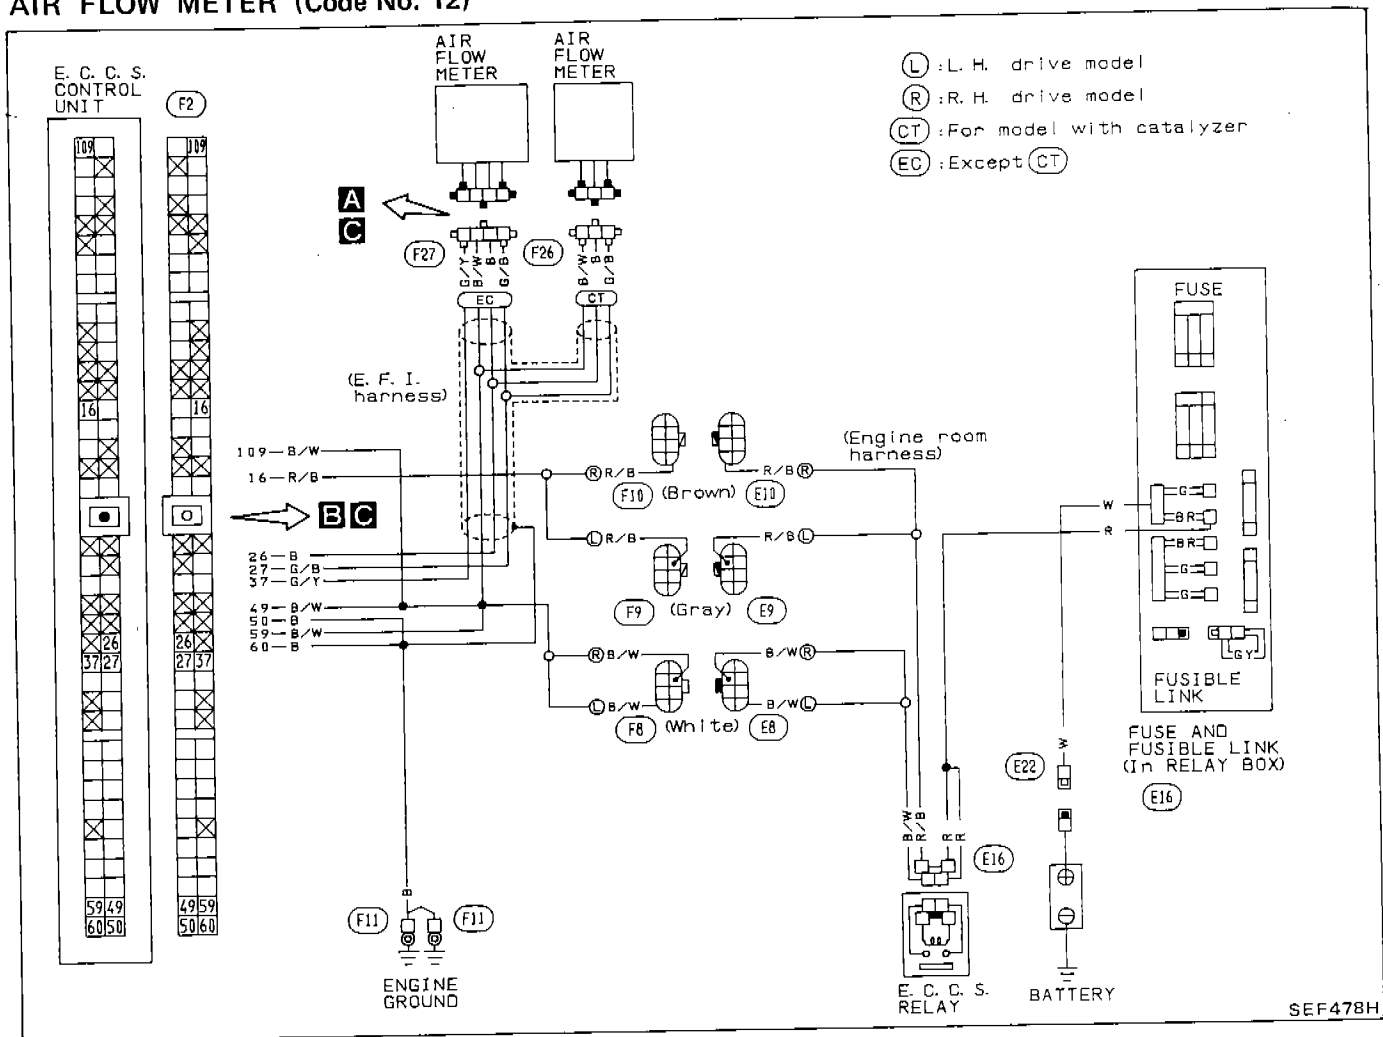 AIR FLOW METER (Code No. 12)
E. C. C. S.
CONTROL
UNIT
F2
AIR
FLOW
METER
AIR
FLOW
METER
L :L. H. drive model
R :R. H. drive model
CT :For model with catalyzer
EC :Except CT
109
109
16
16
26
37 27
26
27 37
59 49
60 50
49 59
50 60
A
C
F27
F26
G/Y
B/W
B
G/B
B/W
B
G/B
EC
CT
(E. F. I.
harness)
109—B/W
16—R/B
B C
26—B
27—G/B
37—G/Y
49—B/W
50—B
59—B/W
60—B
R R/B
F10 (Brown) E10
R/B R
(Engine room
harness)
L R/B
R/B L
F9 (Gray) E9
R B/W
B/W R
L B/W
B/W L
F8 (White) E8
FUSE
W
R
G
BR
BR
G
G
GY
FUSIBLE
LINK
FUSE AND
FUSIBLE LINK
(In RELAY BOX)
E16
W
E22
B/W
R/B
R
R
E16
B
F11
F11
ENGINE
GROUND
E. C. C. S.
RELAY
BATTERY
SEF478H